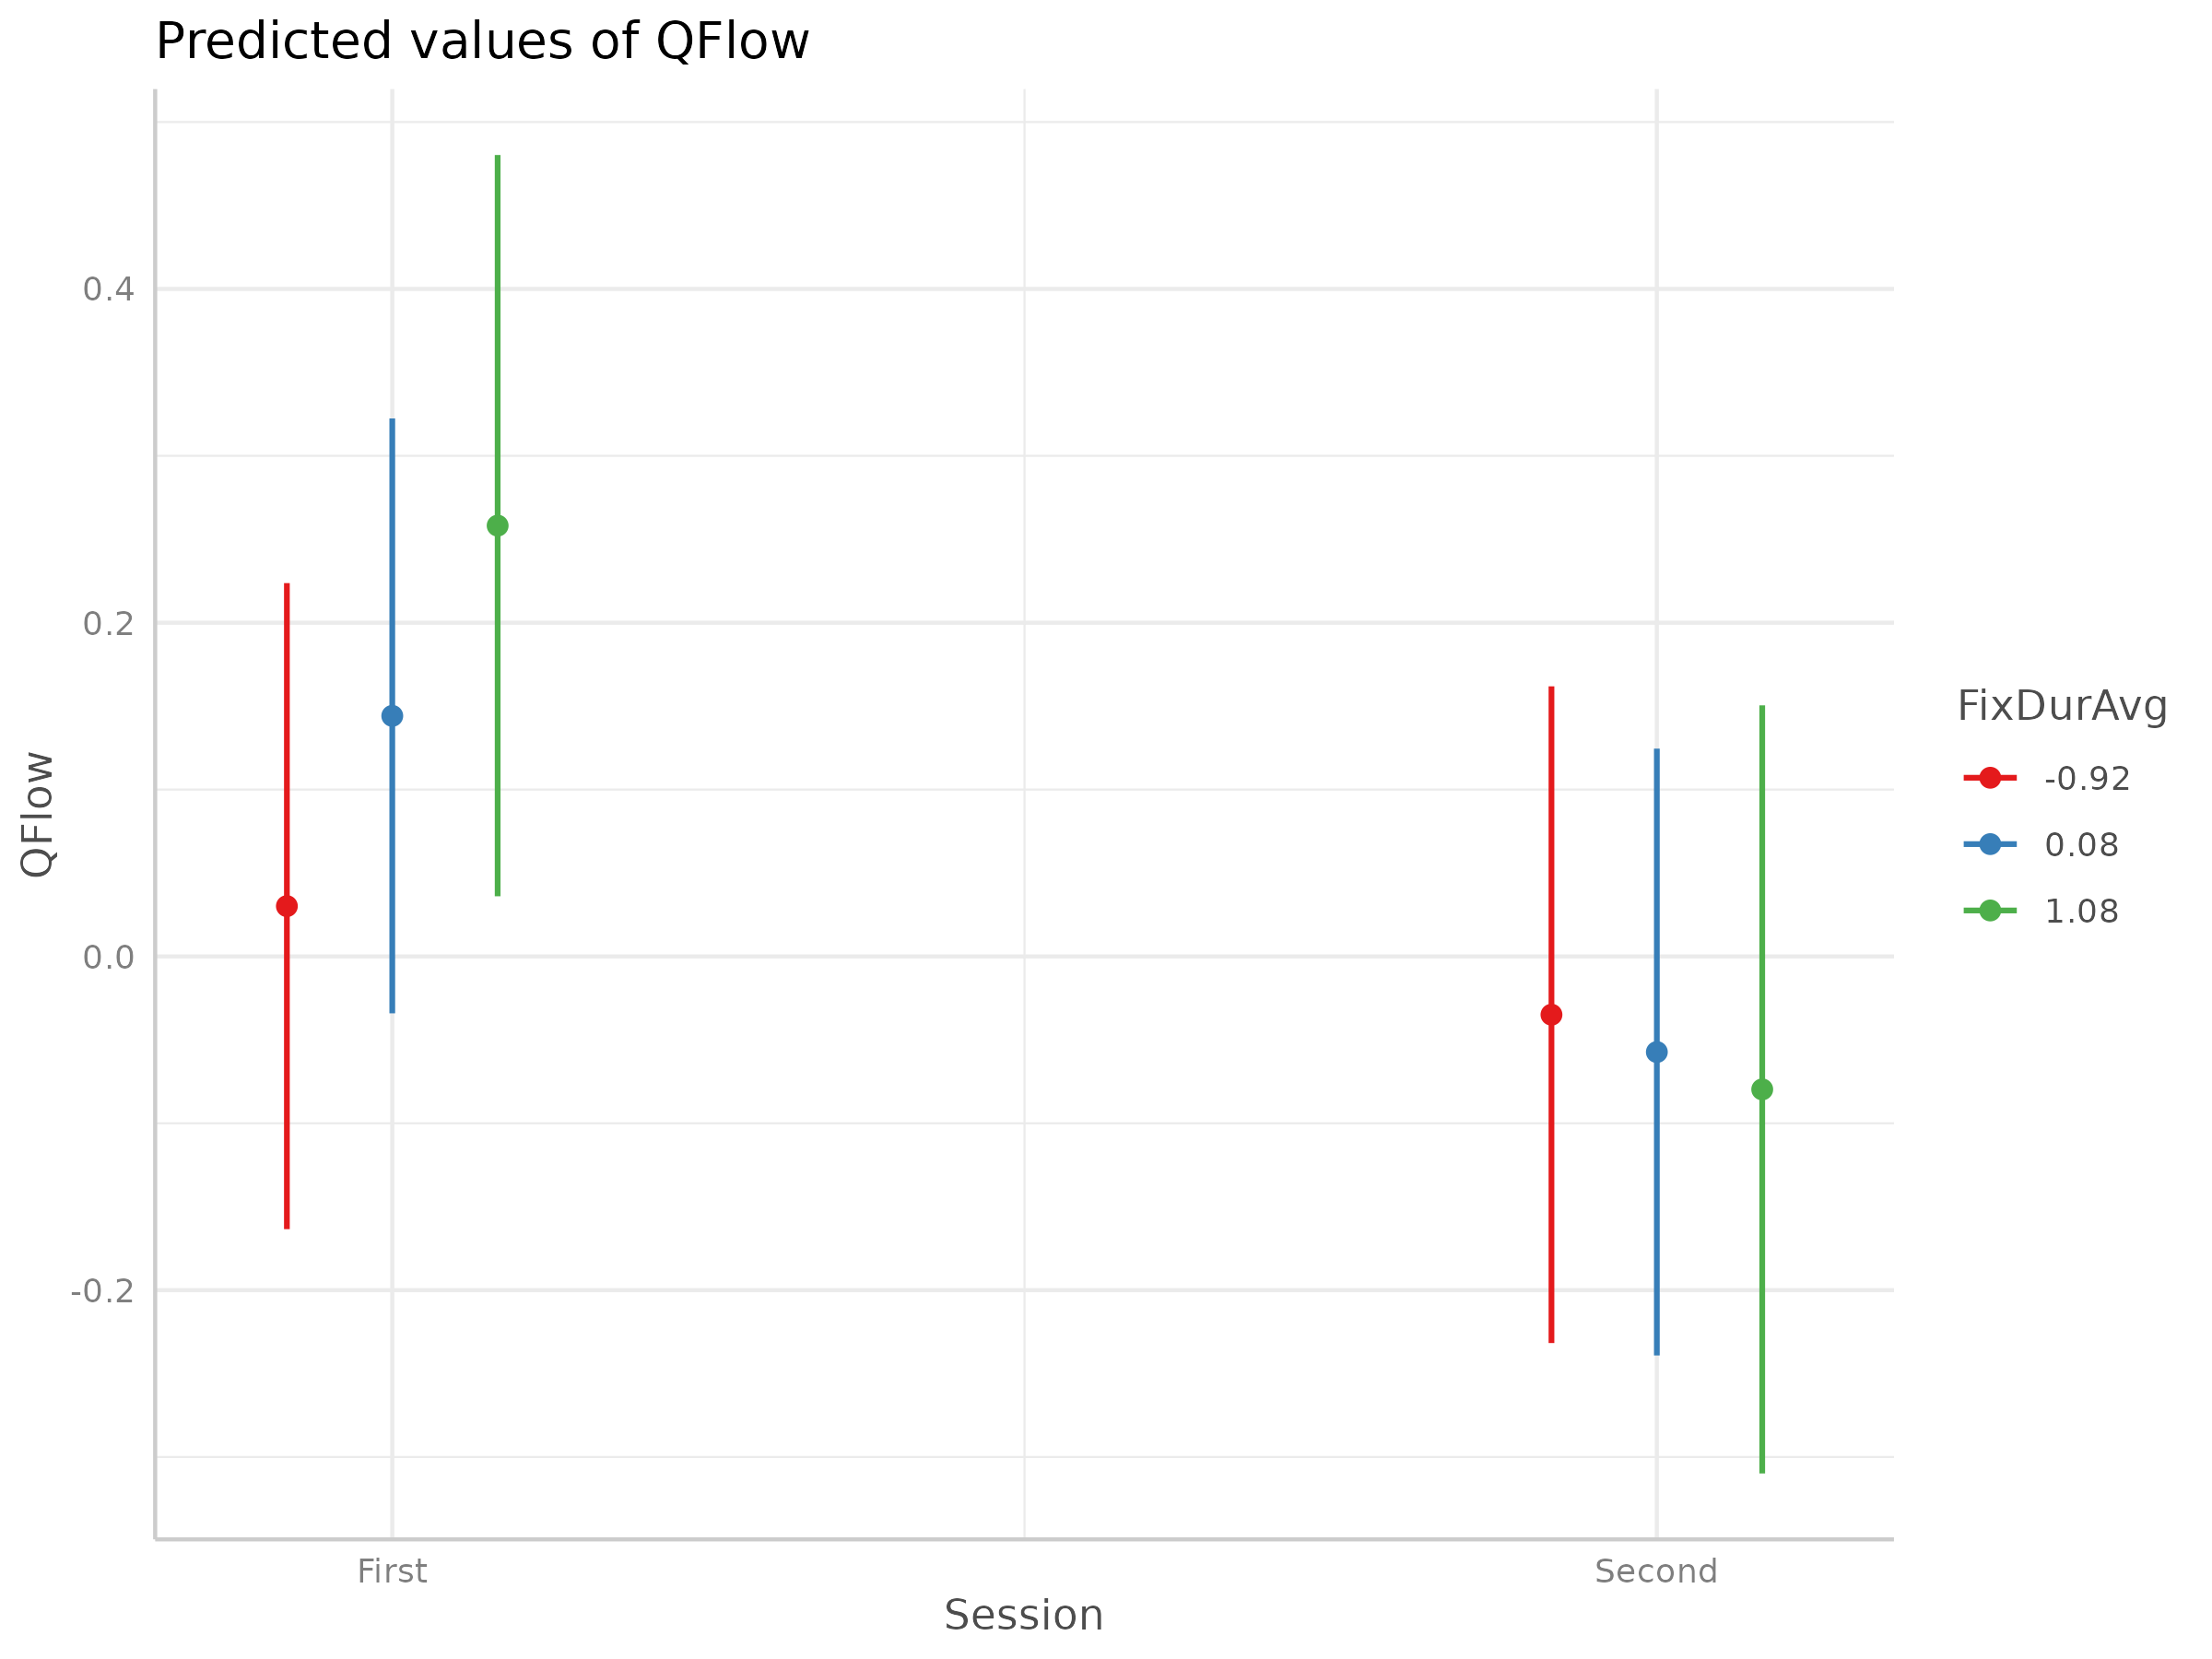 Predicted values of QFlow
QFlow
0.4
0.2
0.0
-0.2
First
Second
Session
FixDurAvg
-0.92
0.08
1.08